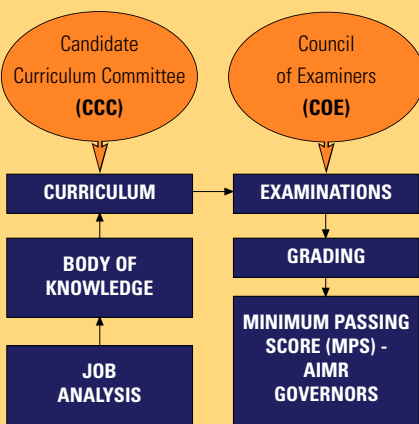 Candidate
Curriculum Committee
(CCC)
Council
of Examiners
(COE)
CURRICULUM
EXAMINATIONS
BODY OF
KNOWLEDGE
GRADING
JOB
ANALYSIS
MINIMUM PASSING
SCORE (MPS) -
AIMR
GOVERNORS